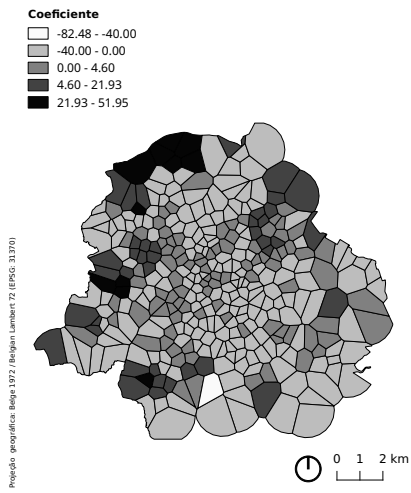 Coeficiente
-82.48 - -40.00
-40.00 - 0.00
0.00 - 4.60
4.60 - 21.93
21.93 - 51.95
Projeção geográfica: Belge 1972 / Belgian Lambert 72 (EPSG: 31370)
0 1 2 km